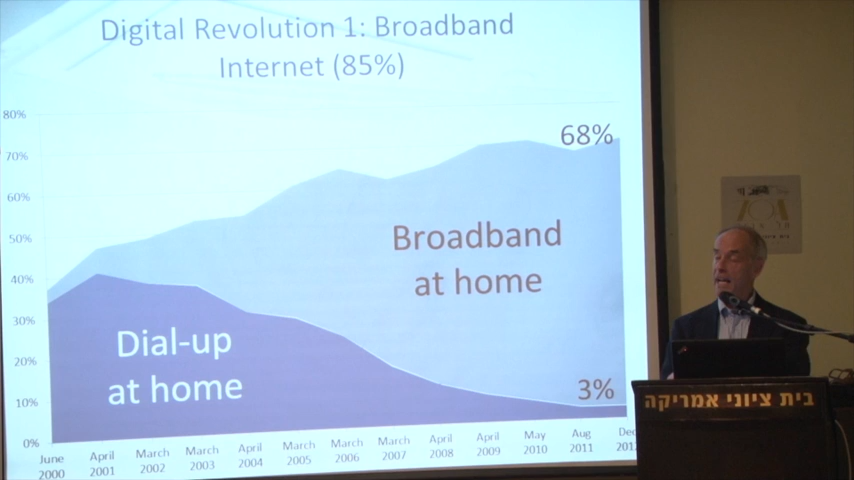 Digital Revolution 1: Broadband
Internet (85%)
80%
70%
60%
50%
40%
30%
20%
10%
0%
68%
Broadband
at home
Dial-up
at home
3%
June 2000
April 2001
March 2002
March 2003
April 2004
March 2005
March 2006
March 2007
April 2008
April 2009
May 2010
Aug 2011
Dec
בית ציוני אמריקה